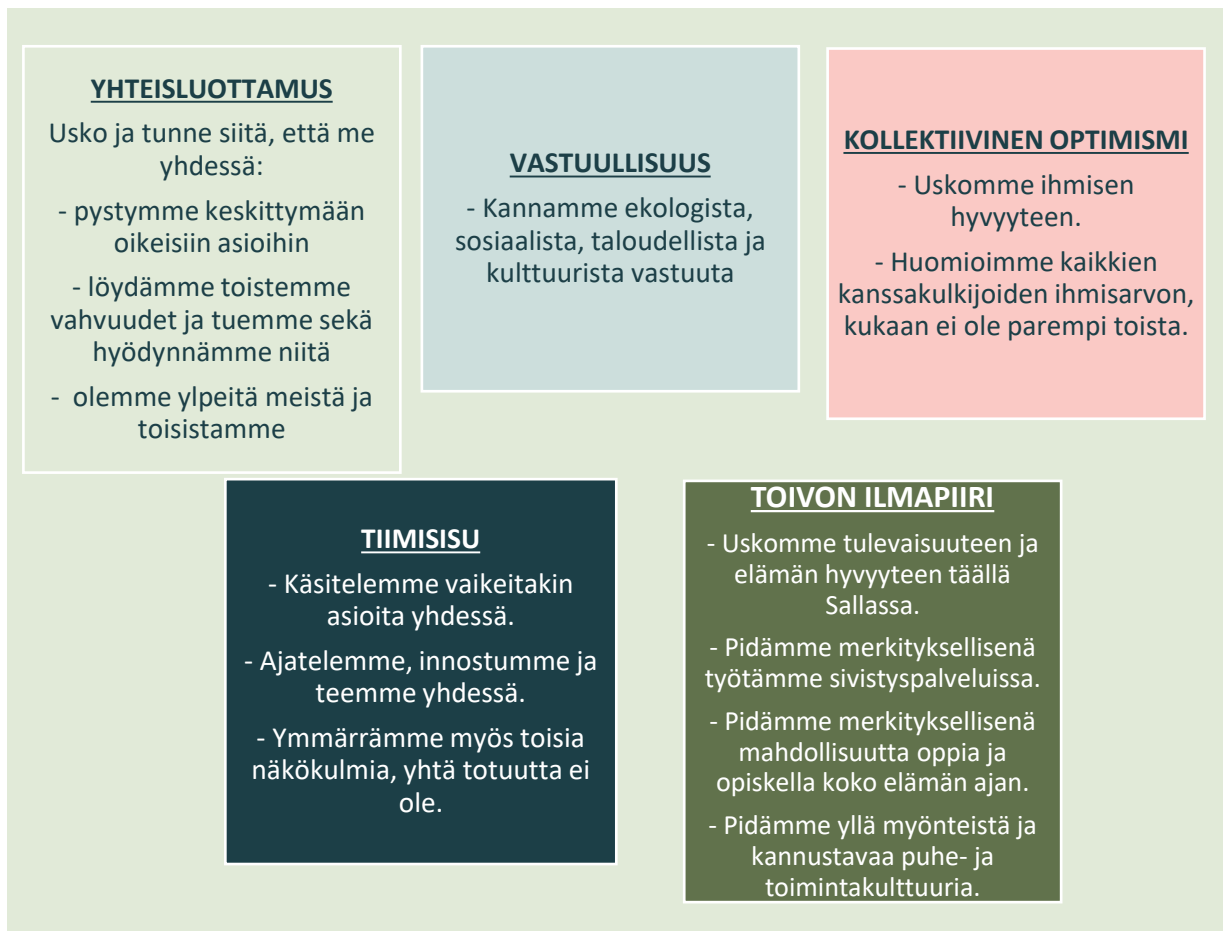 YHTEISLUOTTAMUS
Usko ja tunne siitä, että me
yhdessä:
- pystymme keskittymään
oikeisiin asioihin
- löydämme toistemme
vahvuudet ja tuemme sekä
hyödynnämme niitä
- olemme ylpeitä meistä ja
toisistamme
VASTUULLISUUS
- Kannamme ekologista,
sosiaalista, taloudellista ja
kulttuurista vastuuta
KOLLEKTIIVINEN OPTIMISMI
- Uskomme ihmisen
hyvyyteen.
- Huomioimme kaikkien
kanssakulkijoiden ihmisarvon,
kukaan ei ole parempi toista.
TIIMISISU
- Käsitelemme vaikeitakin
asioita yhdessä.
- Ajatelemme, innostumme ja
teemme yhdessä.
- Ymmärrämme myös toisia
näkökulmia, yhtä totuutta ei
ole.
TOIVON ILMAPIIRI
- Uskomme tulevaisuuteen ja
elämän hyvyyteen täällä
Sallassa.
- Pidämme merkityksellisenä
työtämme sivistyspalveluissa.
- Pidämme merkityksellisenä
mahdollisuutta oppia ja
opiskella koko elämän ajan.
- Pidämme yllä myönteistä ja
kannustavaa puhe- ja
toimintakulttuuria.